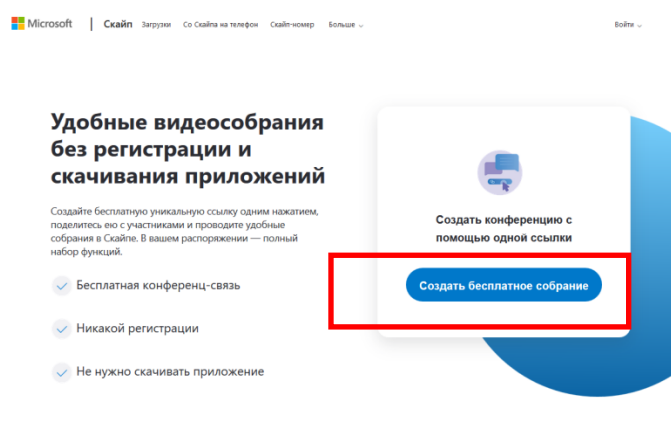 Microsoft | Скайп Загрузки Со Скайпа на телефон Скайп-номер Больше Войти
Удобные видеособрания
без регистрации и
скачивания приложений
Создайте бесплатную уникальную ссылку одним нажатием,
поделитесь ею с участниками и проводите удобные
собрания в Скайпе. В вашем распоряжении — полный
набор функций.
Бесплатная конференц-связь
Никакой регистрации
Не нужно скачивать приложение
Создать конференцию с
помощью одной ссылки
Создать бесплатное собрание